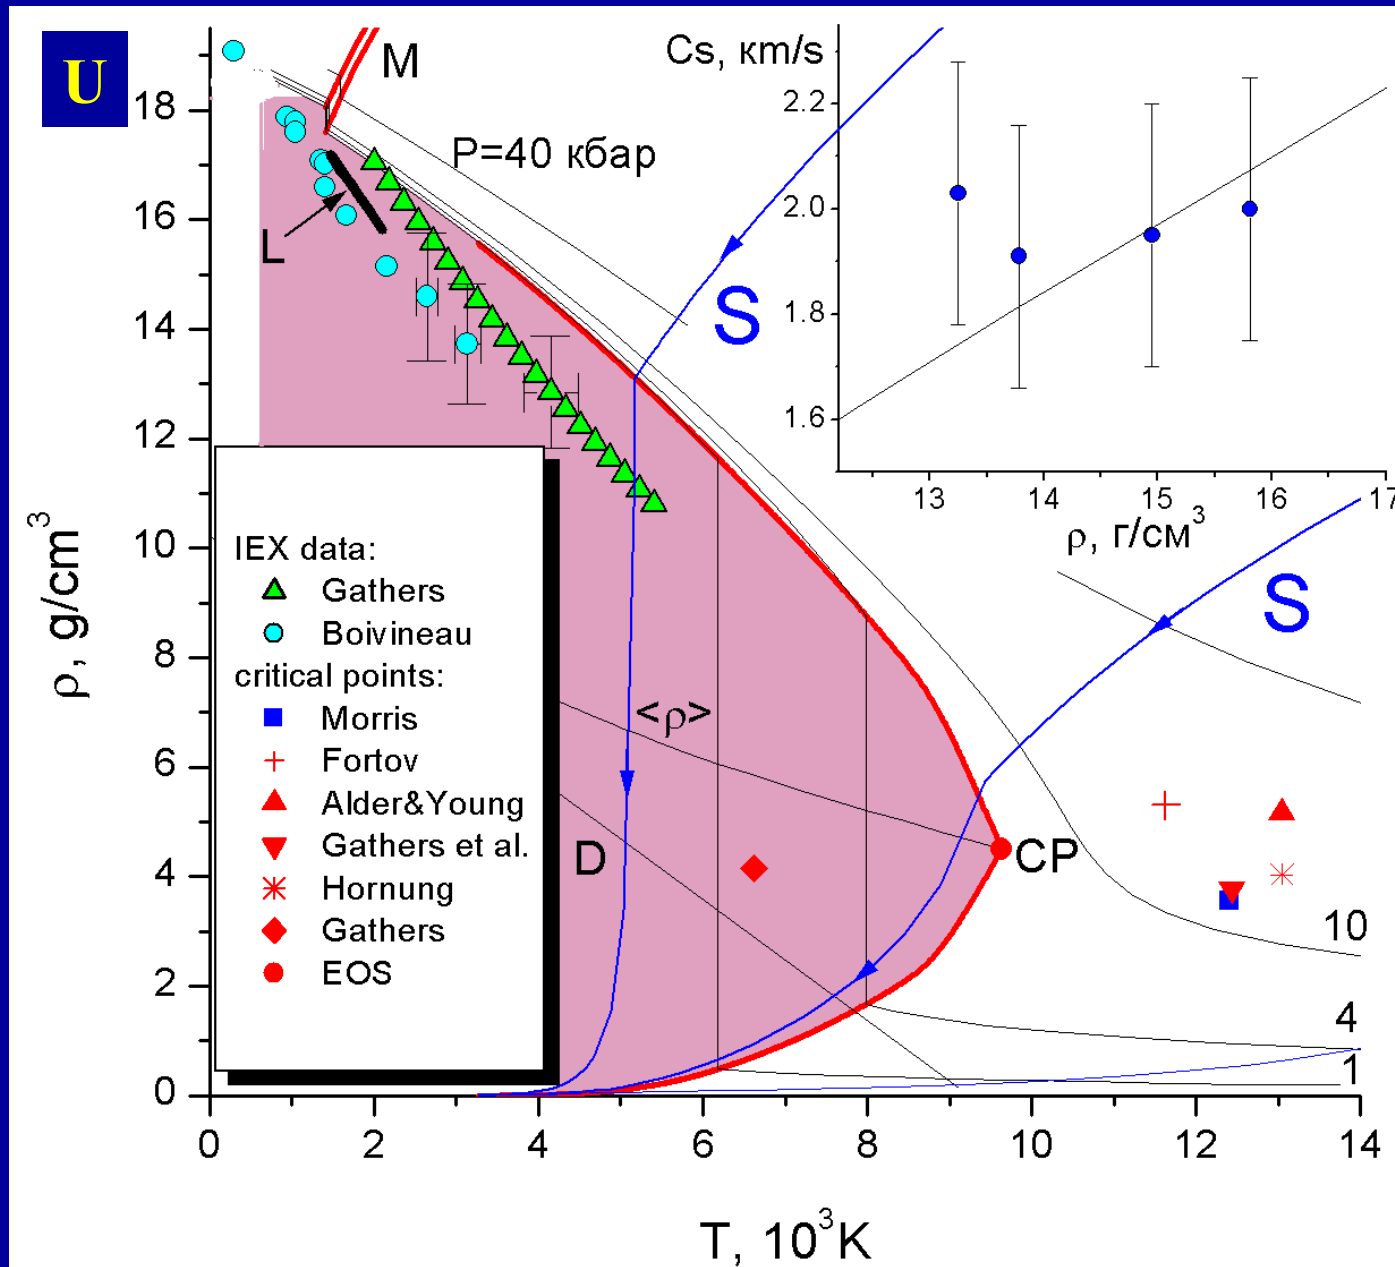 U
M
P=40 кбар
L
S
S
<ρ>
D
CP
10
4
1
IEX data:
Gathers
Boivineau
critical points:
Morris
Fortov
Alder&Young
Gathers et al.
Hornung
Gathers
EOS
ρ, g/cm³
18
16
14
12
10
8
6
4
2
0
0 2 4 6 8 10 12 14
T, 10³K
Cs, км/s
2.2
2.0
1.8
1.6
13 14 15 16 17
ρ, г/см³